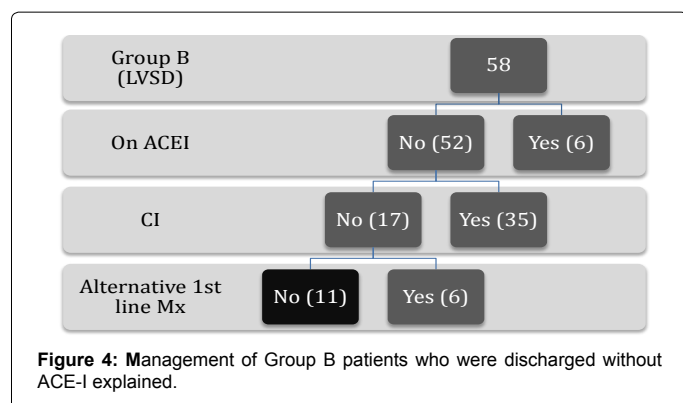 Group B
(LVSD)
58
On ACEI
No (52)
Yes (6)
CI
No (17)
Yes (35)
Alternative 1st
line Mx
No (11)
Yes (6)
Figure 4: Management of Group B patients who were discharged without
ACE-I explained.